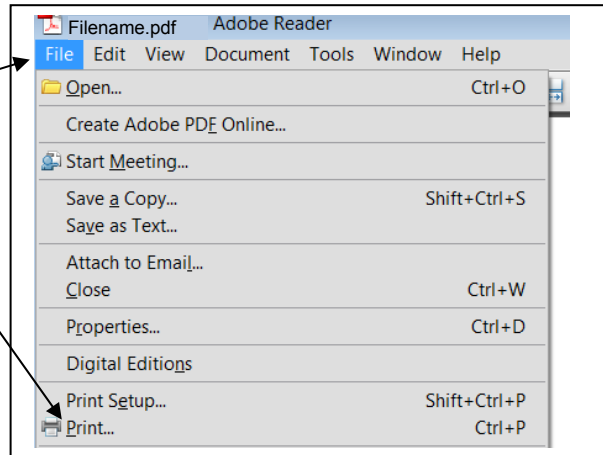 Filename.pdf Adobe Reader
File Edit View Document Tools Window Help
Open... Ctrl+O
Create Adobe PDF Online...
Start Meeting...
Save a Copy... Shift+Ctrl+S
Save as Text...
Attach to Email...
Close Ctrl+W
Properties... Ctrl+D
Digital Editions
Print Setup... Shift+Ctrl+P
Print... Ctrl+P